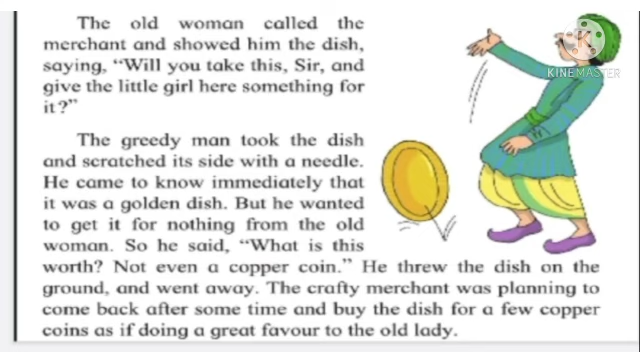 The old woman called the
merchant and showed him the dish,
saying, “Will you take this, Sir, and
give the little girl here something for
it?”
The greedy man took the dish
and scratched its side with a needle.
He came to know immediately that
it was a golden dish. But he wanted
to get it for nothing from the old
woman. So he said, “What is this
worth? Not even a copper coin.” He threw the dish on the
ground, and went away. The crafty merchant was planning to
come back after some time and buy the dish for a few copper
coins as if doing a great favour to the old lady.
KINEMASTER